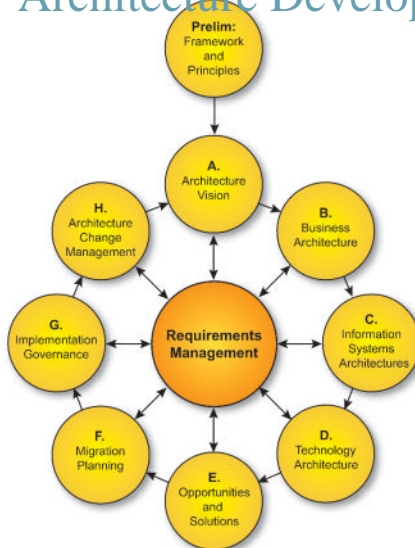 Architecture Develop
Prelim:
Framework
and
Principles
A.
Architecture
Vision
H.
Architecture
Change
Management
B.
Business
Architecture
G.
Implementation
Governance
Requirements
Management
C.
Information
Systems
Architectures
F.
Migration
Planning
D.
Technology
Architecture
E.
Opportunities
and
Solutions